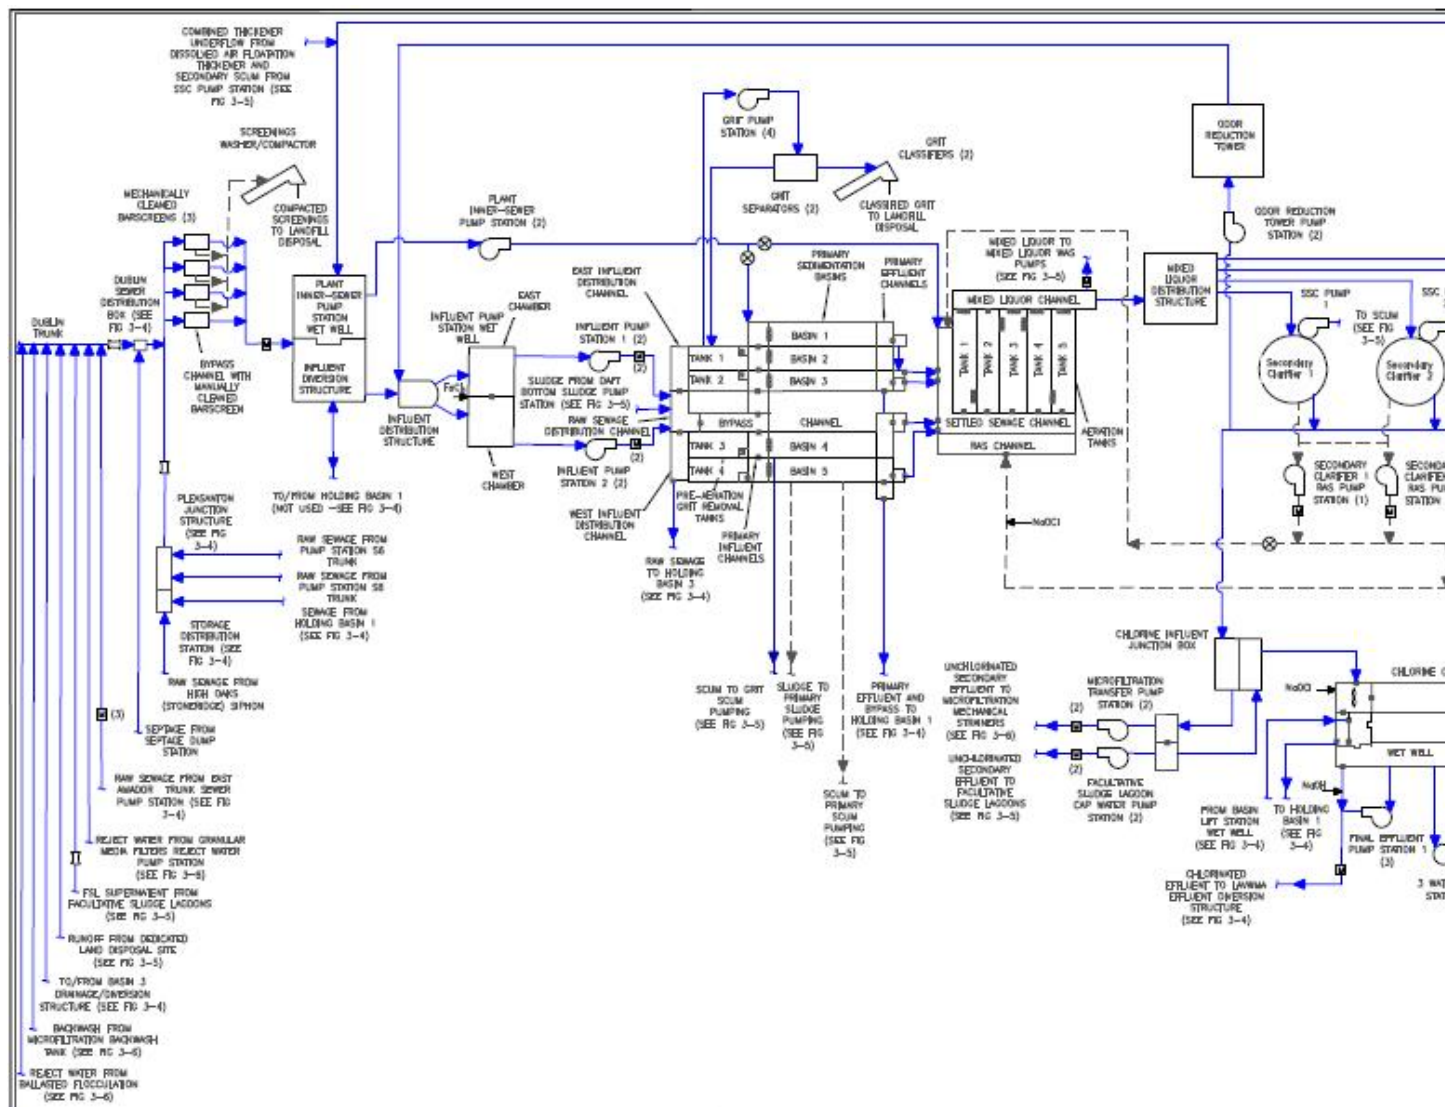 COMBINED THICKENER
UNDERFLOW FROM
DISSOLVED AIR FLOATATION
THICKENER AND
SECONDARY SCUM FROM
SSC PUMP STATION (SEE
FIG 3-5)
SCREENINGS
WASHER/COMPACTOR
MECHANICALLY
CLEANED
BARSCREENS (3)
COMPACTED
SCREENINGS
TO LANDFILL
DISPOSAL
DUBLIN
SEWER
DISTRIBUTION
BOX (SEE
FIG 3-4)
DUBLIN
TRUNK
BYPASS
CHANNEL WITH
MANUALLY
CLEANED
BARSCREEN
PLANT
INNER-SEWER
PUMP
STATION
WET WELL
INFLUENT
DIVERSION
STRUCTURE
PLANT
INNER-SEWER
PUMP STATION (2)
INFLUENT PUMP
STATION WET
WELL
EAST
CHAMBER
FeCl
INFLUENT
DISTRIBUTION
STRUCTURE
WEST
CHAMBER
TO/FROM HOLDING BASIN 1
(NOT USED -SEE FIG 3-4)
PLEASANTON
JUNCTION
STRUCTURE
(SEE
FIG
3-4)
RAW SEWAGE FROM
PUMP STATION S6
TRUNK
RAW SEWAGE FROM
PUMP STATION S8
TRUNK
SEWAGE FROM
HOLDING BASIN 1
(SEE FIG 3-4)
STORAGE
DISTRIBUTION
STATION (SEE
FIG 3-4)
RAW SEWAGE FROM
HIGH OAKS
(STONERIDGE) SIPHON
(3)
SEPTAGE FROM
SEPTAGE DUMP
STATION
RAW SEWAGE FROM EAST
AMADOR TRUNK SEWER
PUMP STATION (SEE FIG
3-4)
REJECT WATER FROM GRANULAR
MEDIA FILTERS REJECT WATER
PUMP STATION
(SEE FIG 3-6)
FSL SUPERNATENT FROM
FACULTATIVE SLUDGE LAGOONS
(SEE FIG 3-5)
RUNOFF FROM DEDICATED
LAND DISPOSAL SITE
(SEE FIG 3-5)
TO/FROM BASIN 3
DRAINAGE/DIVERSION
STRUCTURE (SEE FIG 3-4)
BACKWASH FROM
MICROFILTRATION BACKWASH
TANK (SEE FIG 3-6)
REJECT WATER FROM
BALLASTED FLOCCULATION
(SEE FIG 3-6)
GRIT PUMP
STATION (4)
GRIT
CLASSIFIERS (2)
GRIT
SEPARATORS (2)
CLASSIFIED GRIT
TO LANDFILL
DISPOSAL
EAST INFLUENT
DISTRIBUTION
CHANNEL
INFLUENT PUMP
STATION 1 (2)
(2)
SLUDGE FROM DAFT
BOTTOM SLUDGE PUMP
STATION (SEE FIG 3-5)
RAW SEWAGE
DISTRIBUTION CHANNEL
(2)
INFLUENT PUMP
STATION 2 (2)
WEST INFLUENT
DISTRIBUTION
CHANNEL
PRIMARY
SEDIMENTATION
BASINS
PRIMARY
EFFLUENT
CHANNELS
BASIN 1
TANK 1
BASIN 2
TANK 2
BASIN 3
BYPASS CHANNEL
TANK 3
BASIN 4
TANK 4
BASIN 5
PRE-AERATION
GRIT REMOVAL
TANKS
PRIMARY
INFLUENT
CHANNELS
RAW SEWAGE
TO HOLDING
BASIN 3
(SEE FIG 3-4)
SCUM TO GRIT
SCUM
PUMPING
(SEE FIG 3-5)
SLUDGE TO
PRIMARY
SLUDGE
PUMPING
(SEE FIG
3-5)
PRIMARY
EFFLUENT AND
BYPASS TO
HOLDING BASIN 1
(SEE FIG 3-4)
SCUM TO
PRIMARY
SCUM
PUMPING
(SEE FIG
3-5)
MIXED LIQUOR TO
MIXED LIQUOR WAS
PUMPS
(SEE FIG 3-5)
MIXED LIQUOR CHANNEL
TANK 1
TANK 2
TANK 3
TANK 4
TANK 5
SETTLED SEWAGE CHANNEL
RAS CHANNEL
AERATION
TANKS
NaOCl
ODOR
REDUCTION
TOWER
ODOR REDUCTION
TOWER PUMP
STATION (2)
MIXED
LIQUOR
DISTRIBUTION
STRUCTURE
SSC PUMP
1
TO SCUM
(SEE FIG
3-5)
SSC
Secondary
Clarifier 1
Secondary
Clarifier 2
SECONDARY
CLARIFIER 1
RAS PUMP
STATION (1)
SECOND
CLARIFIE
RAS PU
STATION
CHLORINE INFLUENT
JUNCTION BOX
UNCHLORINATED
SECONDARY
EFFLUENT TO
MICROFILTRATION
MECHANICAL
STRAINERS
(SEE FIG 3-6)
MICROFILTRATION
TRANSFER PUMP
STATION (2)
(2)
UNCHLORINATED
SECONDARY
EFFLUENT TO
FACULTATIVE
SLUDGE LAGOONS
(SEE FIG 3-5)
(2)
FACULTATIVE
SLUDGE LAGOON
CAP WATER PUMP
STATION (2)
NaOCl
CHLORINE C
WET WELL
NaOH
FROM BASIN
LIFT STATION
WET WELL
(SEE FIG 3-4)
TO HOLDING
BASIN 1
(SEE FIG
3-4)
FINAL EFFLUENT
PUMP STATION 1
(3)
CHLORINATED
EFFLUENT TO LAVWMA
EFFLUENT DIVERSION
STRUCTURE
(SEE FIG 3-4)
3 WAT
STAT